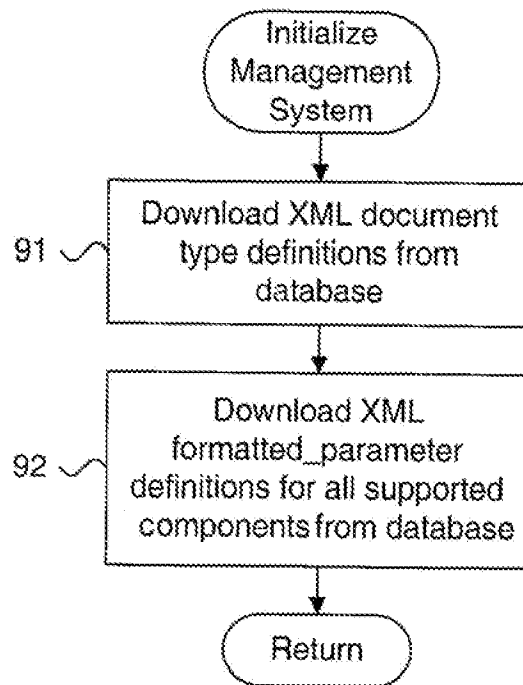 Initialize
Management
System
91
Download XML document
type definitions from
database
92
Download XML
formatted_parameter
definitions for all supported
components from database
Return